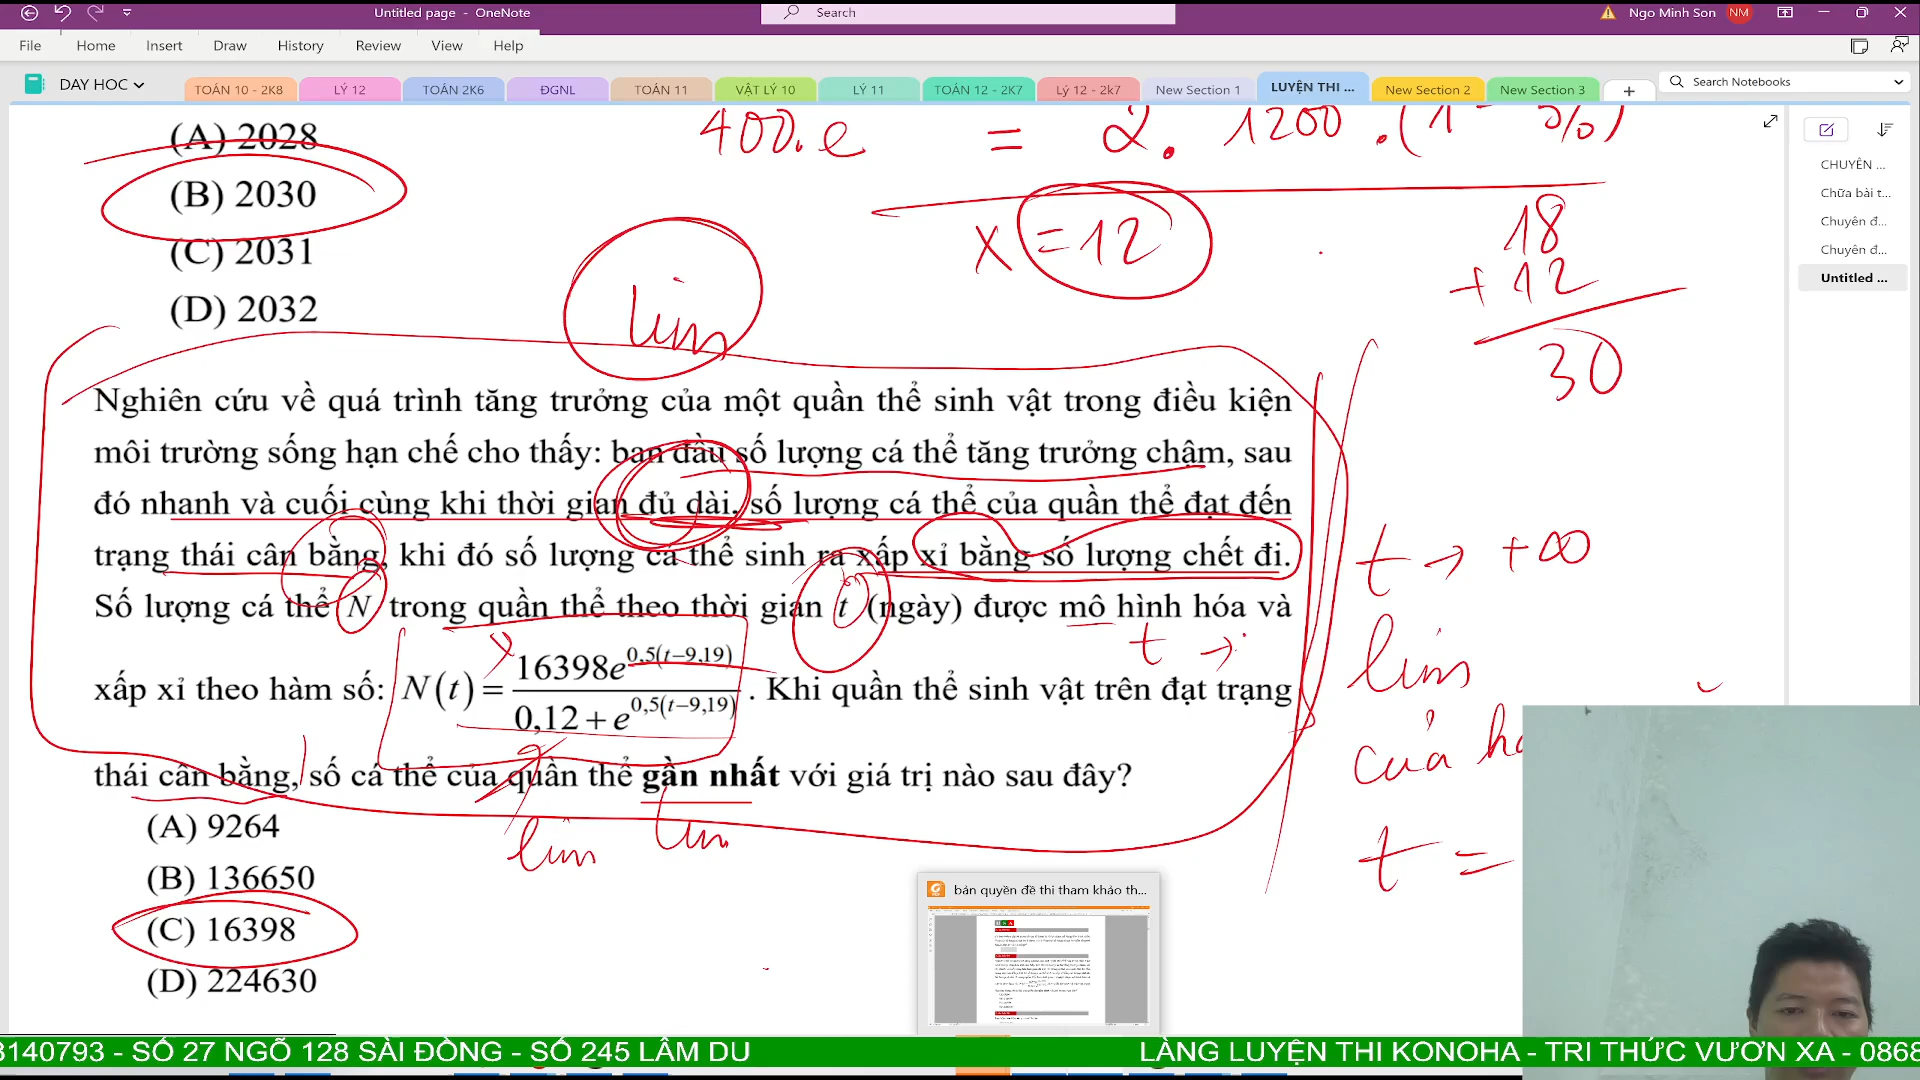 Untitled page - OneNote
Search
Ngo Minh Son
NM
File Home Insert Draw History Review View Help
DAY HOC
TOÁN 10 - 2K8
LÝ 12
TOÁN 2K6
ĐGNL
TOÁN 11
VẬT LÝ 10
LÝ 11
TOÁN 12 - 2K7
Lý 12 - 2k7
New Section 1
LUYỆN THI ...
New Section 2
New Section 3
+
Search Notebooks
CHUYÊN ...
Chữa bài t...
Chuyên đ...
Chuyên đ...
Untitled ...
400.e = 2. 1200 .(1 - 5%)
x = 12
18
+ 12
30
(A) 2028
(B) 2030
(C) 2031
(D) 2032
lim
Nghiên cứu về quá trình tăng trưởng của một quần thể sinh vật trong điều kiện
môi trường sống hạn chế cho thấy: ban đầu số lượng cá thể tăng trưởng chậm, sau
đó nhanh và cuối cùng khi thời gian đủ dài, số lượng cá thể của quần thể đạt đến
trạng thái cân bằng, khi đó số lượng cá thể sinh ra xấp xỉ bằng số lượng chết đi.
Số lượng cá thể N trong quần thể theo thời gian t (ngày) được mô hình hóa và
xấp xỉ theo hàm số: N(t) = 16398e^0,5(t−9,19) / 0,12 + e^0,5(t−9,19) . Khi quần thể sinh vật trên đạt trạng
thái cân bằng, số cá thể của quần thể gần nhất với giá trị nào sau đây?
(A) 9264
(B) 136650
(C) 16398
(D) 224630
t →
lim
lim
t → +∞
lim
của
t =
bản quyền đề thi tham khảo th...
3140793 - SỐ 27 NGÕ 128 SÀI ĐỒNG - SỐ 245 LÂM DU
LÀNG LUYỆN THI KONOHA - TRI THỨC VƯƠN XA - 0868